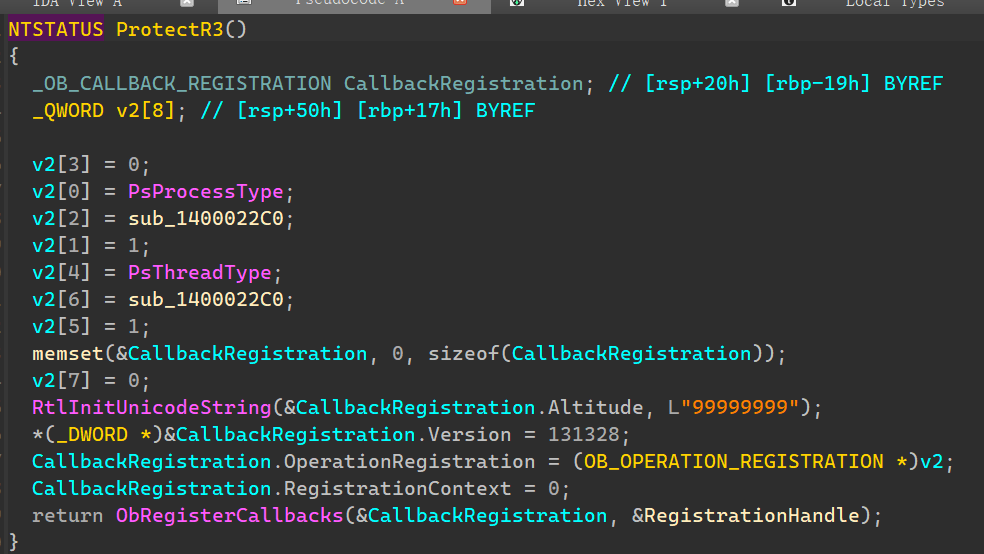 IDA View A Pseudocode A Hex View 1 Local Types
NTSTATUS ProtectR3()
{
_OB_CALLBACK_REGISTRATION CallbackRegistration; // [rsp+20h] [rbp-19h] BYREF
_QWORD v2[8]; // [rsp+50h] [rbp+17h] BYREF
v2[3] = 0;
v2[0] = PsProcessType;
v2[2] = sub_1400022C0;
v2[1] = 1;
v2[4] = PsThreadType;
v2[6] = sub_1400022C0;
v2[5] = 1;
memset(&CallbackRegistration, 0, sizeof(CallbackRegistration));
v2[7] = 0;
RtlInitUnicodeString(&CallbackRegistration.Altitude, L"99999999");
*(_DWORD *)&CallbackRegistration.Version = 131328;
CallbackRegistration.OperationRegistration = (OB_OPERATION_REGISTRATION *)v2;
CallbackRegistration.RegistrationContext = 0;
return ObRegisterCallbacks(&CallbackRegistration, &RegistrationHandle);
}